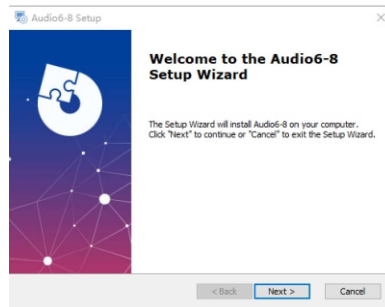 Audio6-8 Setup
Welcome to the Audio6-8
Setup Wizard
The Setup Wizard will install Audio6-8 on your computer.
Click "Next" to continue or "Cancel" to exit the Setup Wizard.
< Back
Next >
Cancel